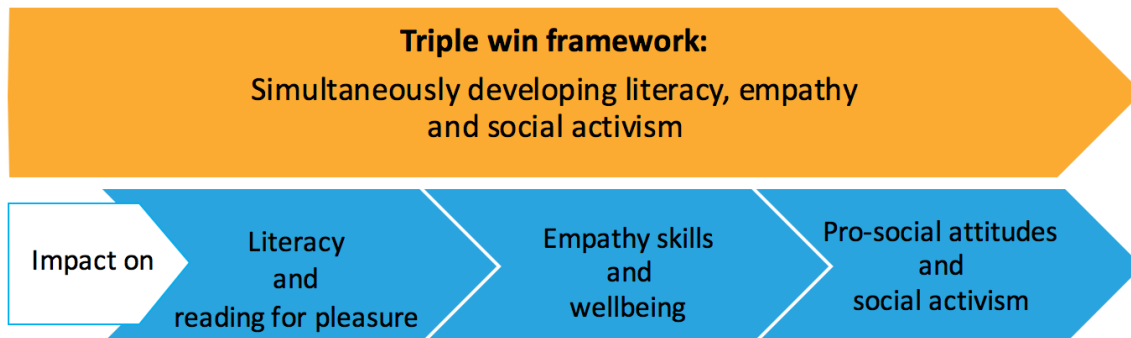 Triple win framework:
Simultaneously developing literacy, empathy
and social activism
Impact on
Literacy
and
reading for pleasure
Empathy skills
and
wellbeing
Pro-social attitudes
and
social activism